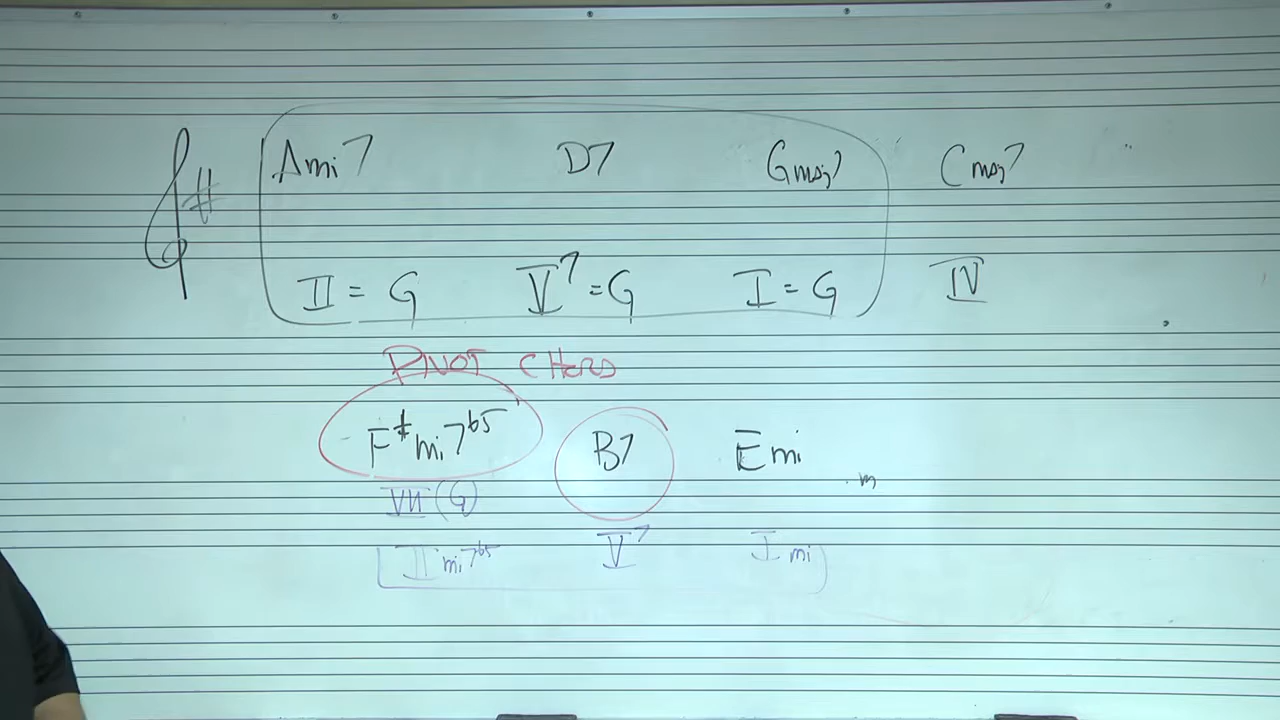 # Ami7 D7 Gmaj7 Cmaj7
II = G V7 = G I = G IV
PIVOT CHORD
F#mi7b5 B7 Emi
m
VII (G)
IImi7b5 V7 Imi